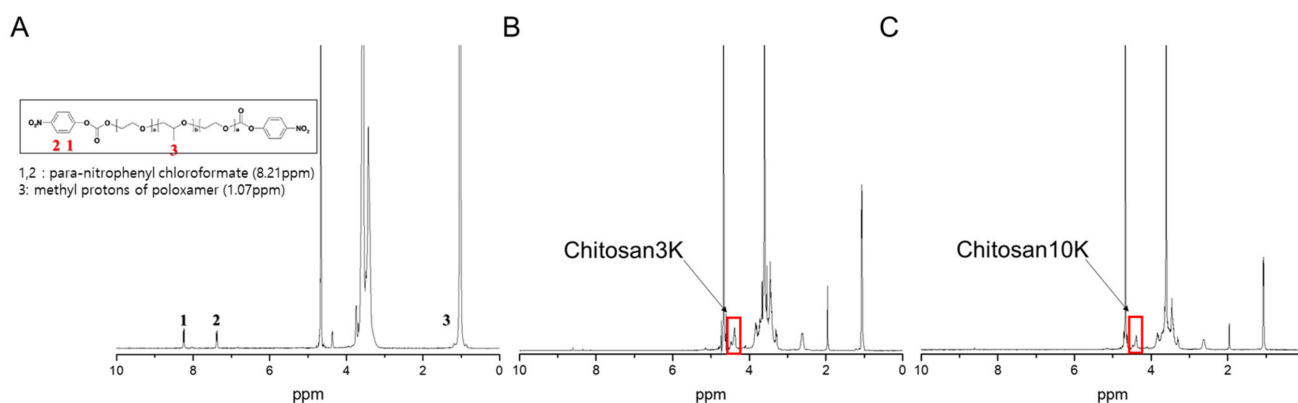 A
B
C
O₂N
O
O
O
O
a
O
b
O
a
O
O
O
NO₂
2 1
3
1,2 : para-nitrophenyl chloroformate (8.21ppm)
3: methyl protons of poloxamer (1.07ppm)
1
2
3
10 8 6 4 2 0
ppm
Chitosan3K
10 8 6 4 2 0
ppm
Chitosan10K
10 8 6 4 2 0
ppm